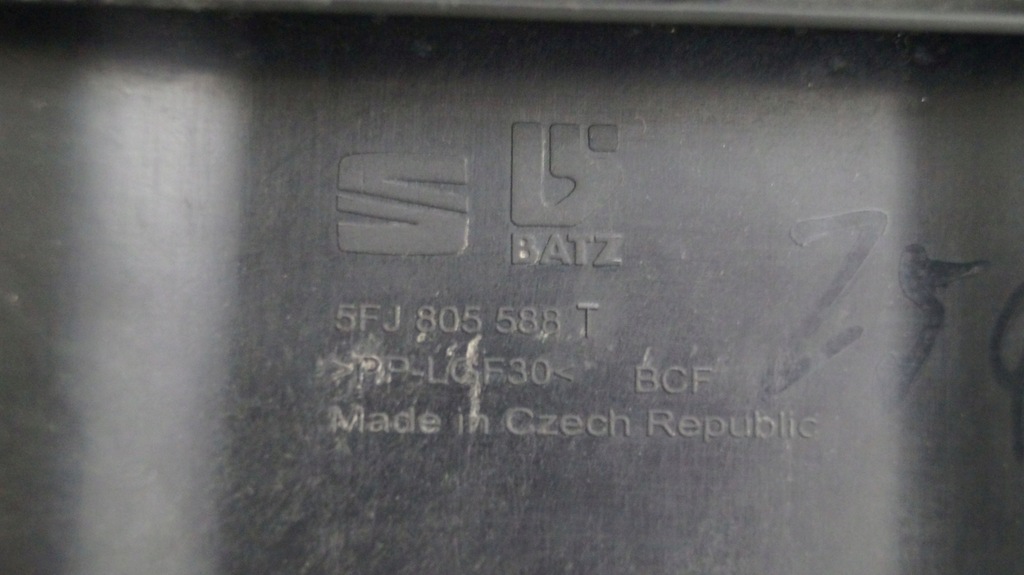 BATZ
5FJ 805 588 T
>PP-LGF30< BCF
Made in Czech Republic